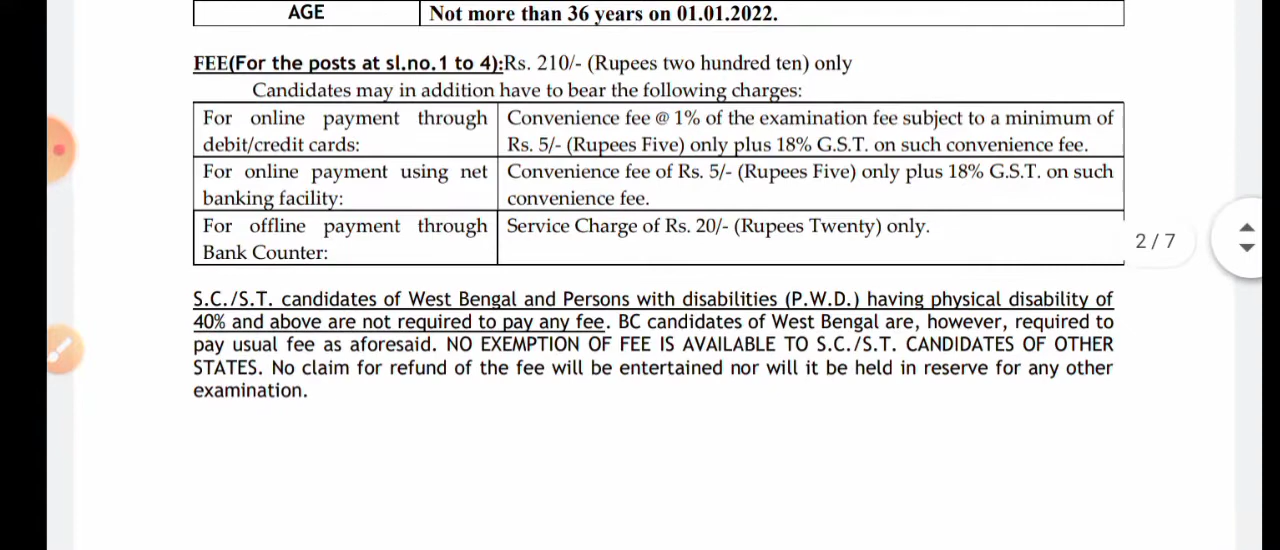 AGE Not more than 36 years on 01.01.2022.
FEE(For the posts at sl.no.1 to 4):Rs. 210/- (Rupees two hundred ten) only
Candidates may in addition have to bear the following charges:
For online payment through debit/credit cards: Convenience fee @ 1% of the examination fee subject to a minimum of
Rs. 5/- (Rupees Five) only plus 18% G.S.T. on such convenience fee.
For online payment using net banking facility: Convenience fee of Rs. 5/- (Rupees Five) only plus 18% G.S.T. on such
convenience fee.
For offline payment through Bank Counter: Service Charge of Rs. 20/- (Rupees Twenty) only.
2 / 7
S.C./S.T. candidates of West Bengal and Persons with disabilities (P.W.D.) having physical disability of
40% and above are not required to pay any fee. BC candidates of West Bengal are, however, required to
pay usual fee as aforesaid. NO EXEMPTION OF FEE IS AVAILABLE TO S.C./S.T. CANDIDATES OF OTHER
STATES. No claim for refund of the fee will be entertained nor will it be held in reserve for any other
examination.